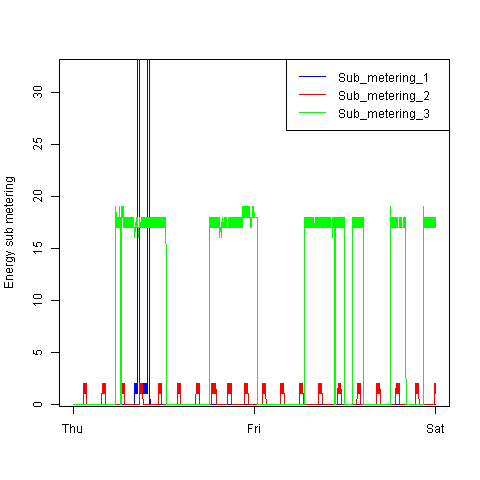 Sub_metering_1
Sub_metering_2
Sub_metering_3
Energy sub metering
30
25
20
15
10
5
0
Thu Fri Sat